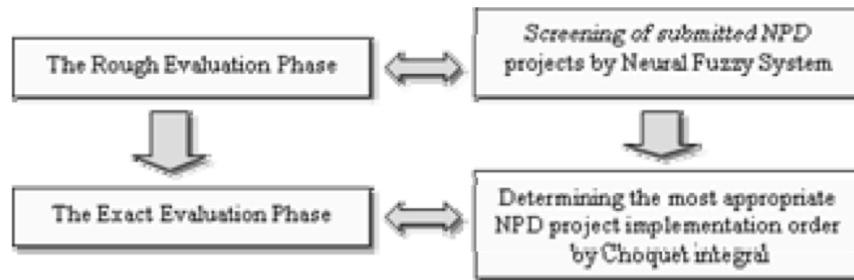 The Rough Evaluation Phase
Screening of submitted NPD
projects by Neural Fuzzy System
The Exact Evaluation Phase
Determining the most appropriate
NPD project implementation order
by Choquet integral